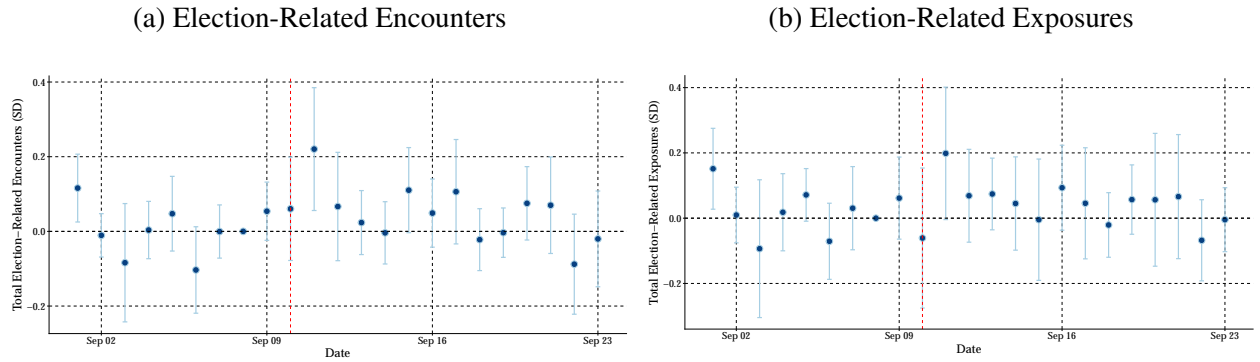 (a) Election-Related Encounters
Total Election−Related Encounters (SD)
0.4
0.2
0.0
−0.2
Sep 02
Sep 09
Sep 16
Sep 23
Date
(b) Election-Related Exposures
Total Election−Related Exposures (SD)
0.4
0.2
0.0
−0.2
Sep 02
Sep 09
Sep 16
Sep 23
Date